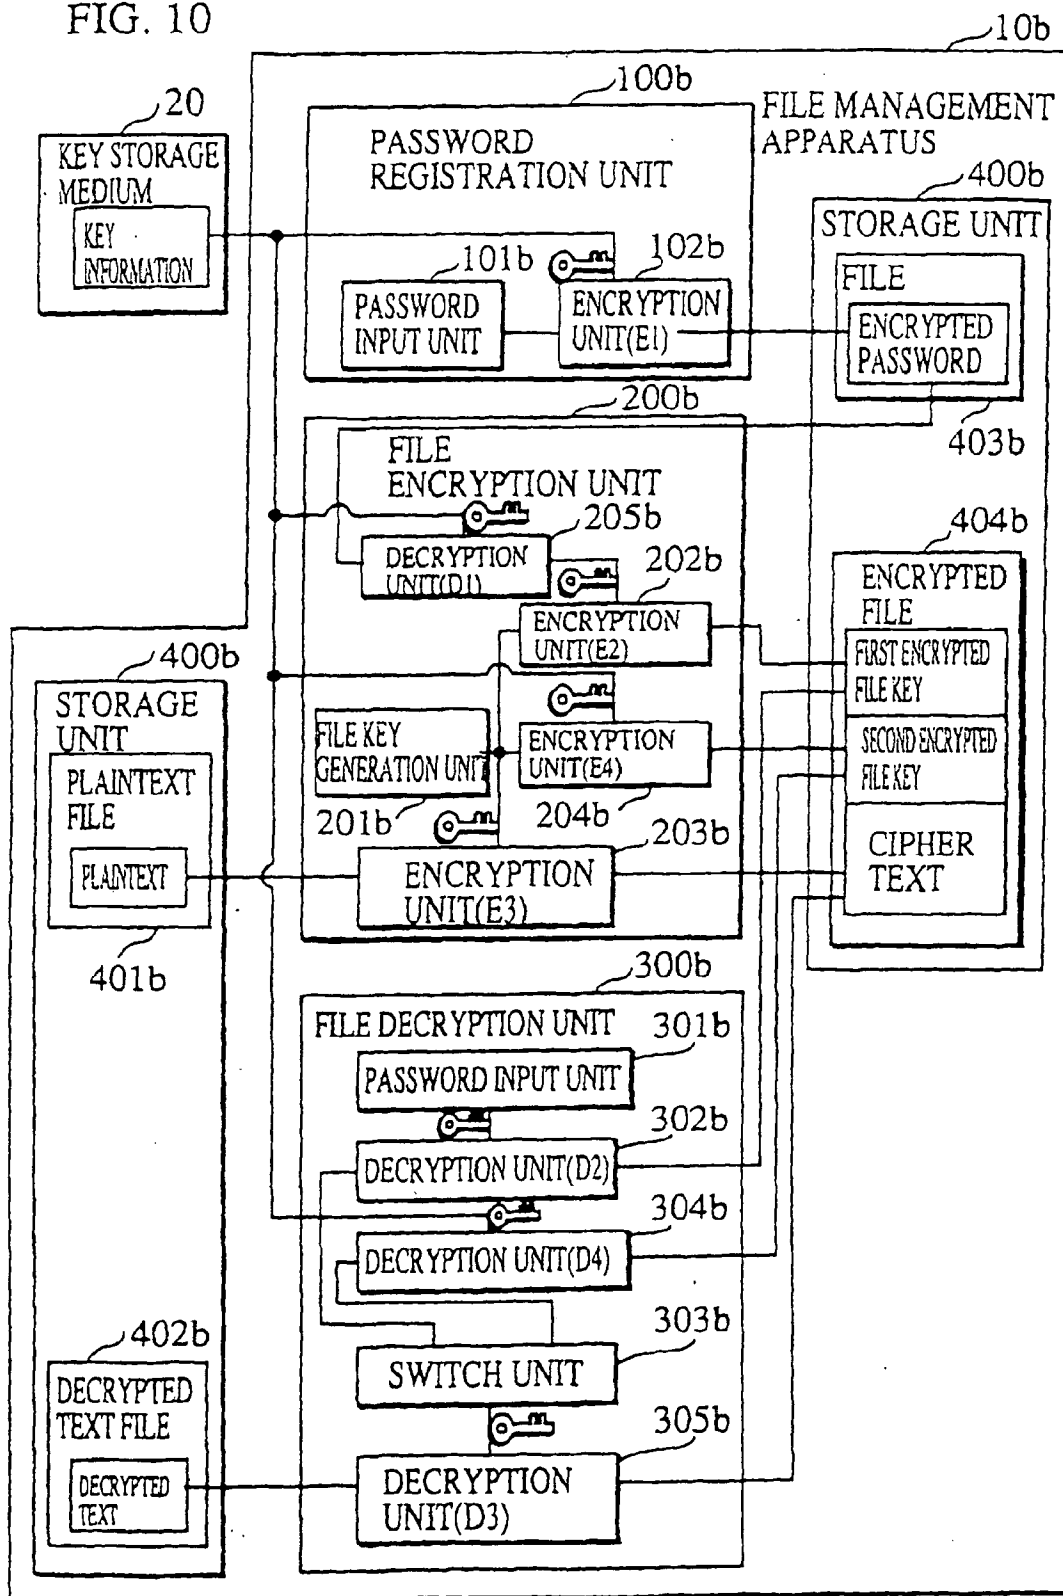 FIG. 10
10b
20
KEY STORAGE
MEDIUM
KEY
INFORMATION
100b
PASSWORD
REGISTRATION UNIT
FILE MANAGEMENT
APPARATUS
101b
PASSWORD
INPUT UNIT
102b
ENCRYPTION
UNIT(E1)
400b
STORAGE UNIT
FILE
ENCRYPTED
PASSWORD
403b
200b
FILE
ENCRYPTION UNIT
205b
DECRYPTION
UNIT(D1)
202b
ENCRYPTION
UNIT(E2)
404b
ENCRYPTED
FILE
FIRST ENCRYPTED
FILE KEY
SECOND ENCRYPTED
FILE KEY
CIPHER
TEXT
400b
STORAGE
UNIT
PLAINTEXT
FILE
PLAINTEXT
401b
FILE KEY
GENERATION UNIT
201b
ENCRYPTION
UNIT(E4)
204b
203b
ENCRYPTION
UNIT(E3)
300b
FILE DECRYPTION UNIT
301b
PASSWORD INPUT UNIT
302b
DECRYPTION UNIT(D2)
304b
DECRYPTION UNIT(D4)
303b
SWITCH UNIT
402b
DECRYPTED
TEXT FILE
DECRYPTED
TEXT
305b
DECRYPTION
UNIT(D3)